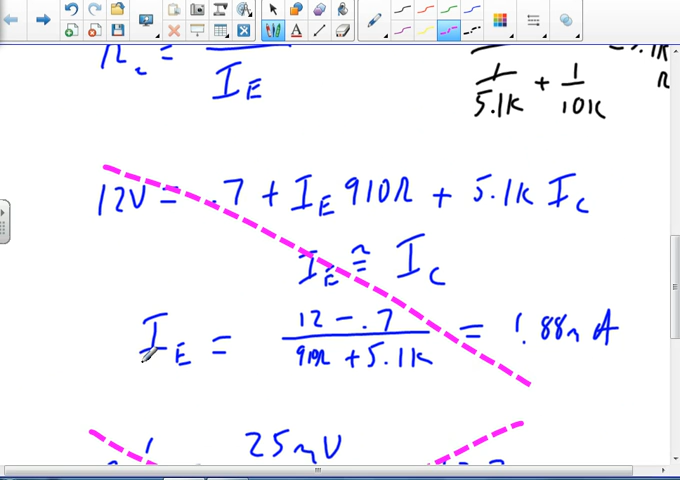 I_E
1
5.1K + 1
10K
12V = .7 + I_E 910Ω + 5.1K I_C
I_E ≅ I_C
I_E = 12 - .7 / 910Ω + 5.1K = 1.88mA
25mV